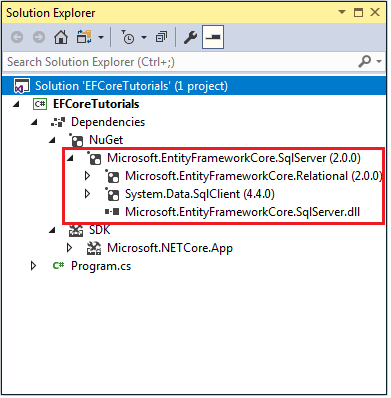 Solution Explorer
Search Solution Explorer (Ctrl+;)
Solution 'EFCoreTutorials' (1 project)
C# EFCoreTutorials
Dependencies
NuGet
Microsoft.EntityFrameworkCore.SqlServer (2.0.0)
Microsoft.EntityFrameworkCore.Relational (2.0.0)
System.Data.SqlClient (4.4.0)
Microsoft.EntityFrameworkCore.SqlServer.dll
SDK
Microsoft.NETCore.App
C# Program.cs